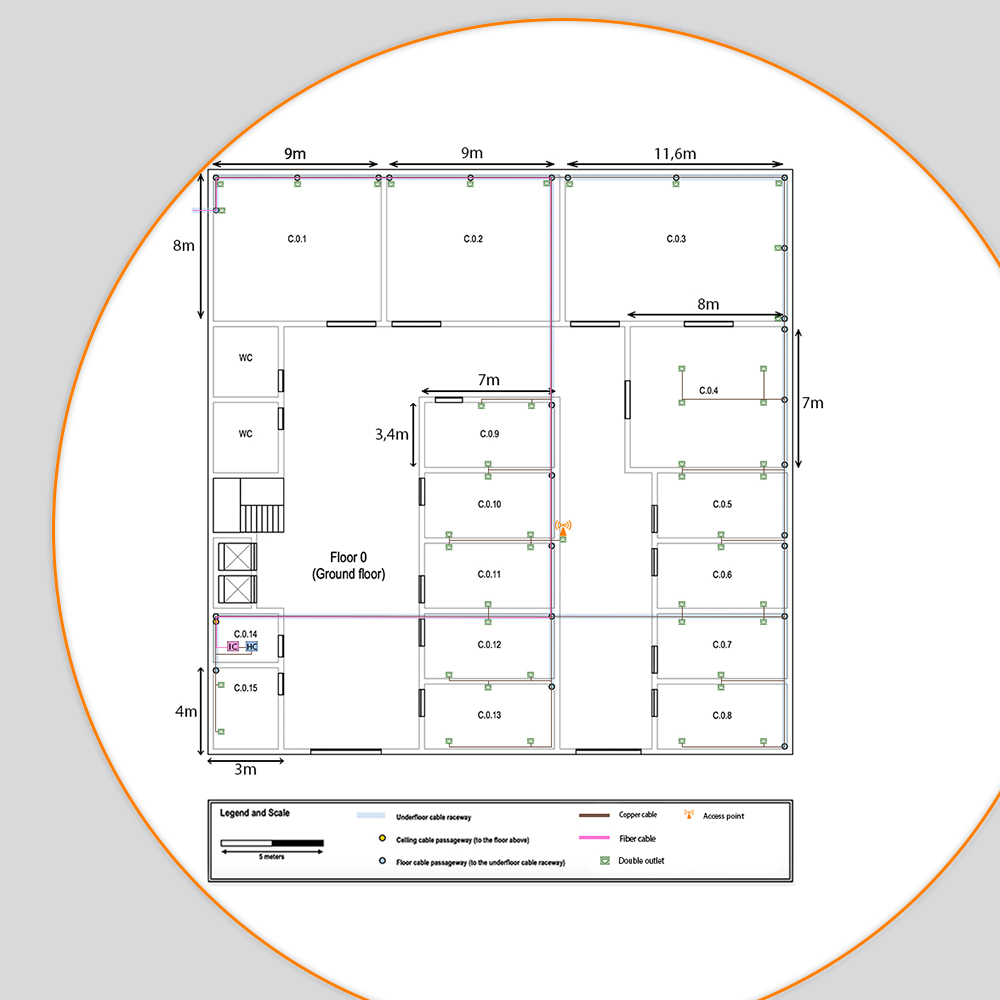 9m
9m
11,6m
8m
C.0.1
C.0.2
C.0.3
8m
WC
C.0.4
7m
7m
3,4m
C.0.9
WC
C.0.10
C.0.5
Floor 0
(Ground floor)
C.0.11
C.0.6
C.0.14
IC
HC
C.0.12
C.0.7
C.0.15
4m
C.0.13
C.0.8
3m
Legend and Scale
5 meters
Underfloor cable raceway
Ceiling cable passageway (to the floor above)
Floor cable passageway (to the underfloor cable raceway)
Copper cable
Fiber cable
Double outlet
Access point